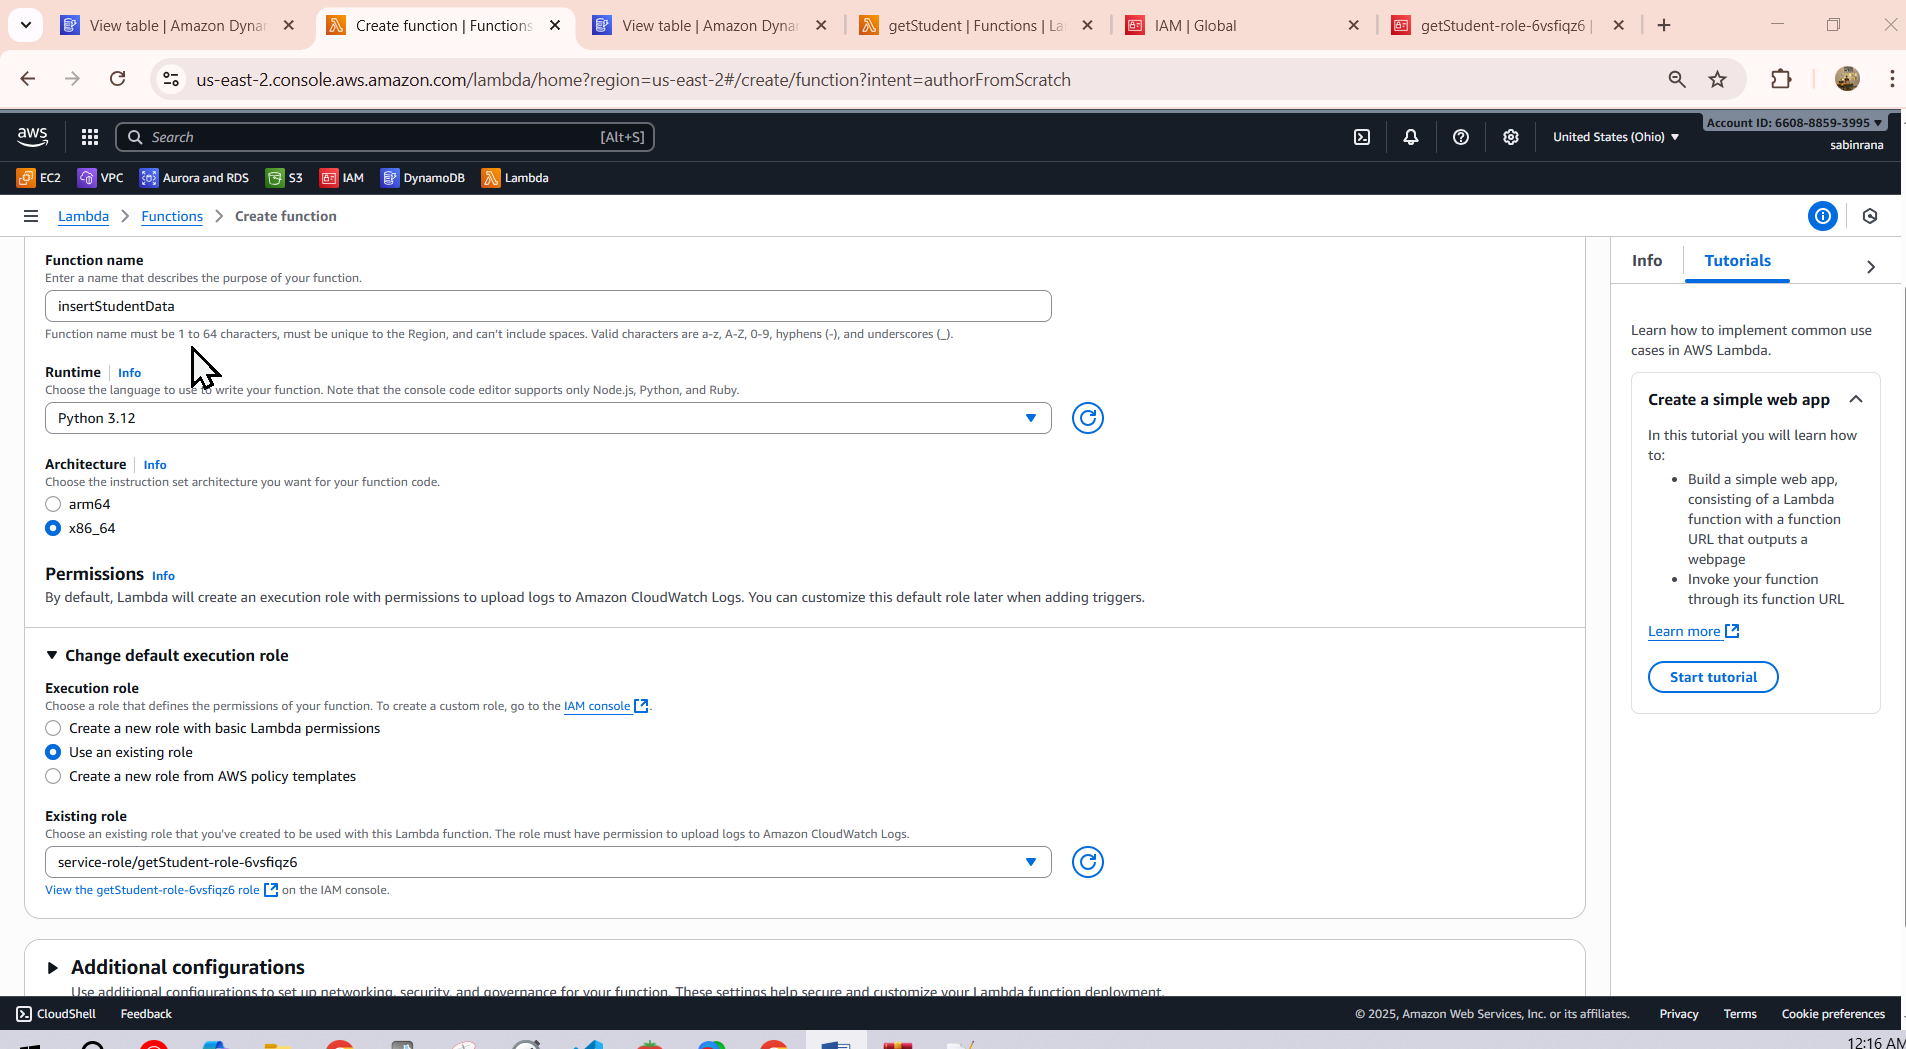 View table | Amazon Dyna
Create function | Functions
View table | Amazon Dyna
getStudent | Functions | La
IAM | Global
getStudent-role-6vsfiqz6 |
us-east-2.console.aws.amazon.com/lambda/home?region=us-east-2#/create/function?intent=authorFromScratch
aws
Search
[Alt+S]
United States (Ohio)
Account ID: 6608-8859-3995
sabinrana
EC2
VPC
Aurora and RDS
S3
IAM
DynamoDB
Lambda
Lambda
Functions
Create function
Function name
Enter a name that describes the purpose of your function.
insertStudentData
Function name must be 1 to 64 characters, must be unique to the Region, and can't include spaces. Valid characters are a-z, A-Z, 0-9, hyphens (-), and underscores (_).
Runtime
Info
Choose the language to use to write your function. Note that the console code editor supports only Node.js, Python, and Ruby.
Python 3.12
Architecture
Info
Choose the instruction set architecture you want for your function code.
arm64
x86_64
Permissions
Info
By default, Lambda will create an execution role with permissions to upload logs to Amazon CloudWatch Logs. You can customize this default role later when adding triggers.
Change default execution role
Execution role
Choose a role that defines the permissions of your function. To create a custom role, go to the IAM console.
Create a new role with basic Lambda permissions
Use an existing role
Create a new role from AWS policy templates
Existing role
Choose an existing role that you've created to be used with this Lambda function. The role must have permission to upload logs to Amazon CloudWatch Logs.
service-role/getStudent-role-6vsfiqz6
View the getStudent-role-6vsfiqz6 role on the IAM console.
Additional configurations
Use additional configurations to set up networking, security, and governance for your function. These settings help secure and customize your Lambda function deployment.
Info
Tutorials
Learn how to implement common use
cases in AWS Lambda.
Create a simple web app
In this tutorial you will learn how
to:
• Build a simple web app,
consisting of a Lambda
function with a function
URL that outputs a
webpage
• Invoke your function
through its function URL
Learn more
Start tutorial
CloudShell
Feedback
© 2025, Amazon Web Services, Inc. or its affiliates.
Privacy
Terms
Cookie preferences
12:16 AM